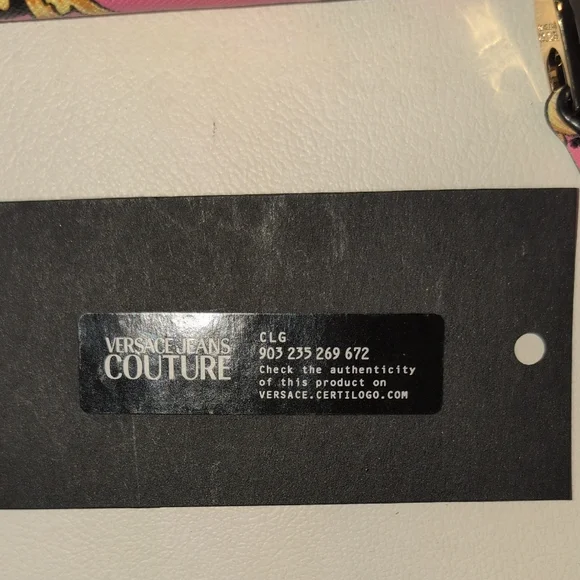 VERSACE JEANS
COUTURE
CLG
903 235 269 672
Check the authenticity
of this product on
VERSACE.CERTILOGO.COM